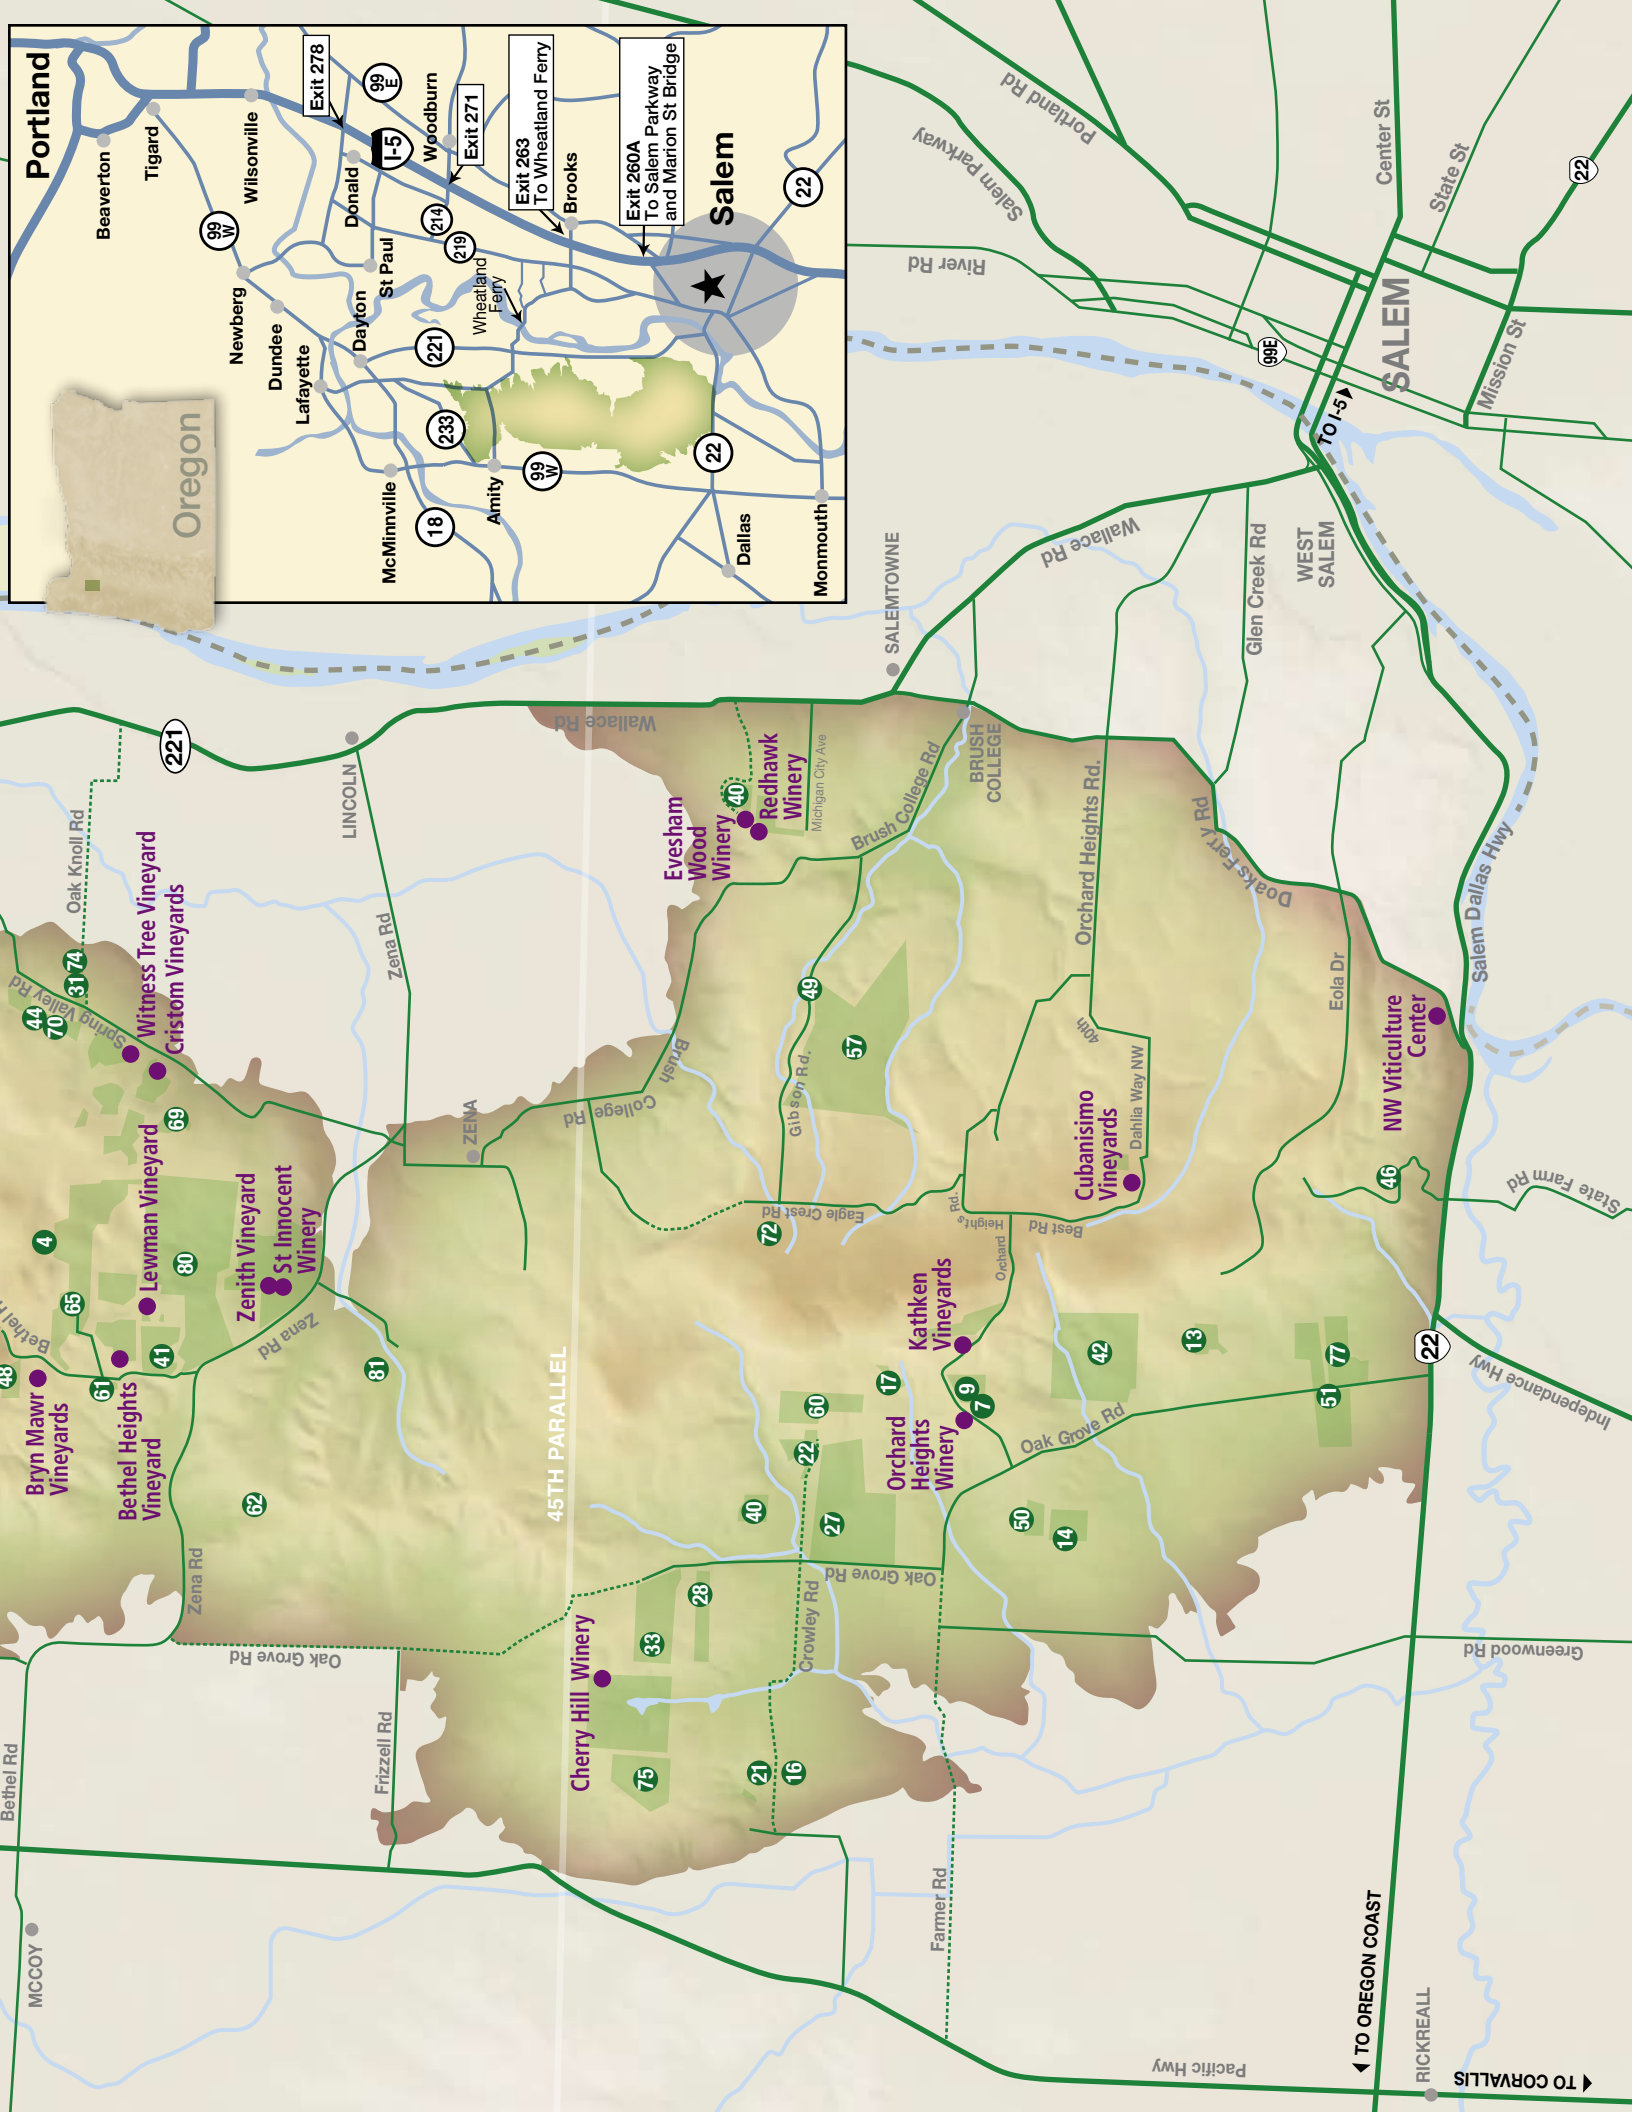 Portland
Beaverton
Tigard
Wilsonville
Exit 278
99
E
Woodburn
I-5
Donald
Exit 271
Exit 263
To Wheatland Ferry
Brooks
Exit 260A
To Salem Parkway
and Marion St Bridge
Salem
22
99
W
214
219
St Paul
Wheatland
Ferry
Newberg
Dundee
Lafayette
Dayton
221
233
McMinnville
18
Amity
99
W
22
Dallas
Monmouth
Oregon
Portland Rd
Salem Parkway
River Rd
Center St
State St
22
SALEM
Mission St
99E
TO I-5
WEST
SALEM
Glen Creek Rd
Wallace Rd
SALEMTOWNE
Wallace Rd
221
LINCOLN
Oak Knoll Rd
Zena Rd
Spring Valley Rd
Witness Tree Vineyard
Cristom Vineyards
31
74
44
70
69
Evesham
Wood
Winery
40
Redhawk
Winery
Michigan City Ave
Brush College Rd
BRUSH
COLLEGE
Orchard Heights Rd.
Doaks Ferry Rd
Salem Dallas Hwy
Eola Dr
NW Viticulture
Center
46
State Farm Rd
49
57
Gibson Rd.
Brush
College Rd
ZENA
40th
Dahlia Way NW
Cubanisimo
Vineyards
Best Rd
Orchard
Heights
Rd.
Eagle Crest Rd
72
4
65
Lewman Vineyard
80
Zenith Vineyard
St Innocent
Winery
Zena Rd
48
Bryn Mawr
Vineyards
61
41
Bethel Heights
Vineyard
81
62
Zena Rd
45TH PARALLEL
Kathken
Vineyards
17
9
7
Orchard
Heights
Winery
60
22
40
27
42
13
77
51
Oak Grove Rd
50
14
22
Independance Hwy
Oak Grove Rd
Crowley Rd
28
33
Cherry Hill Winery
75
21
16
Oak Grove Rd
Frizzell Rd
Bethel Rd
MCCOY
Farmer Rd
Greenwood Rd
Pacific Hwy
TO OREGON COAST
RICKREALL
TO CORVALLIS